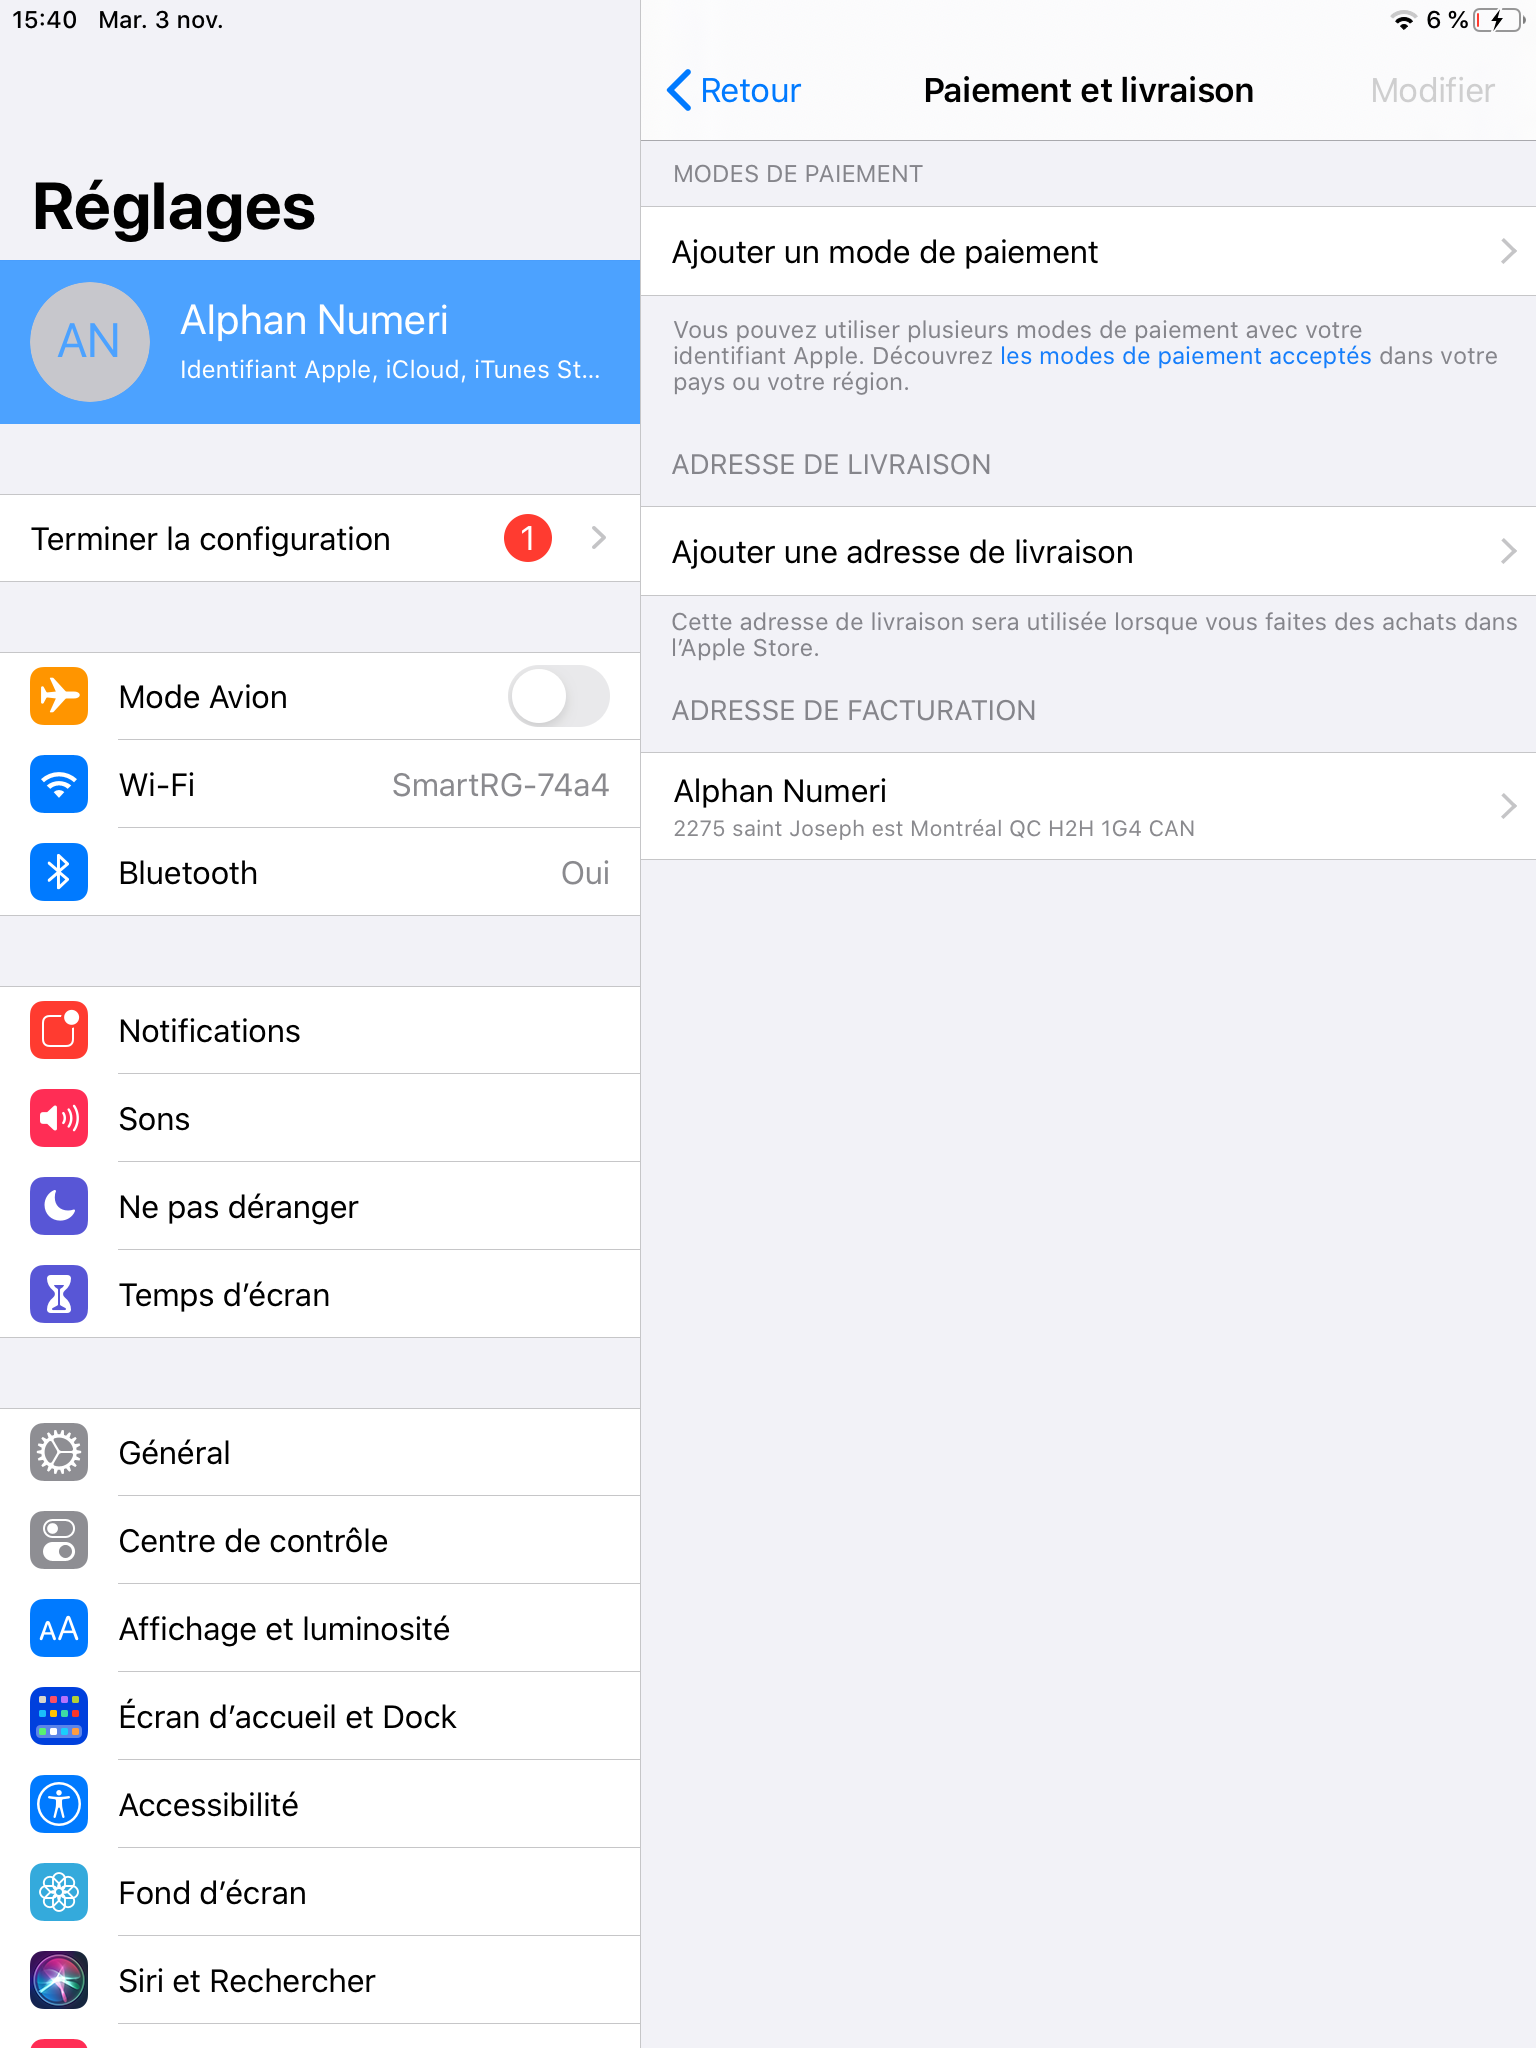 15:40 Mar. 3 nov.
6 %
Réglages
AN
Alphan Numeri
Identifiant Apple, iCloud, iTunes St...
Terminer la configuration 1
Mode Avion
Wi-Fi SmartRG-74a4
Bluetooth Oui
Notifications
Sons
Ne pas déranger
Temps d’écran
Général
Centre de contrôle
AA Affichage et luminosité
Écran d’accueil et Dock
Accessibilité
Fond d’écran
Siri et Rechercher
Retour Paiement et livraison Modifier
MODES DE PAIEMENT
Ajouter un mode de paiement
Vous pouvez utiliser plusieurs modes de paiement avec votre
identifiant Apple. Découvrez les modes de paiement acceptés dans votre
pays ou votre région.
ADRESSE DE LIVRAISON
Ajouter une adresse de livraison
Cette adresse de livraison sera utilisée lorsque vous faites des achats dans
l’Apple Store.
ADRESSE DE FACTURATION
Alphan Numeri
2275 saint Joseph est Montréal QC H2H 1G4 CAN